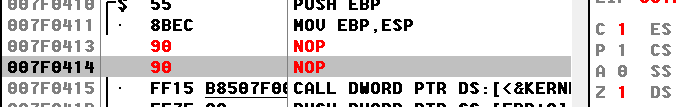 007F0410 $ 55 PUSH EBP
007F0411 · 8BEC MOV EBP,ESP
007F0413 90 NOP
007F0414 90 NOP
007F0415 · FF15 B8507F00 CALL DWORD PTR DS:[<&KERN
C 1 ES
P 1 CS
A 0 SS
Z 1 DS